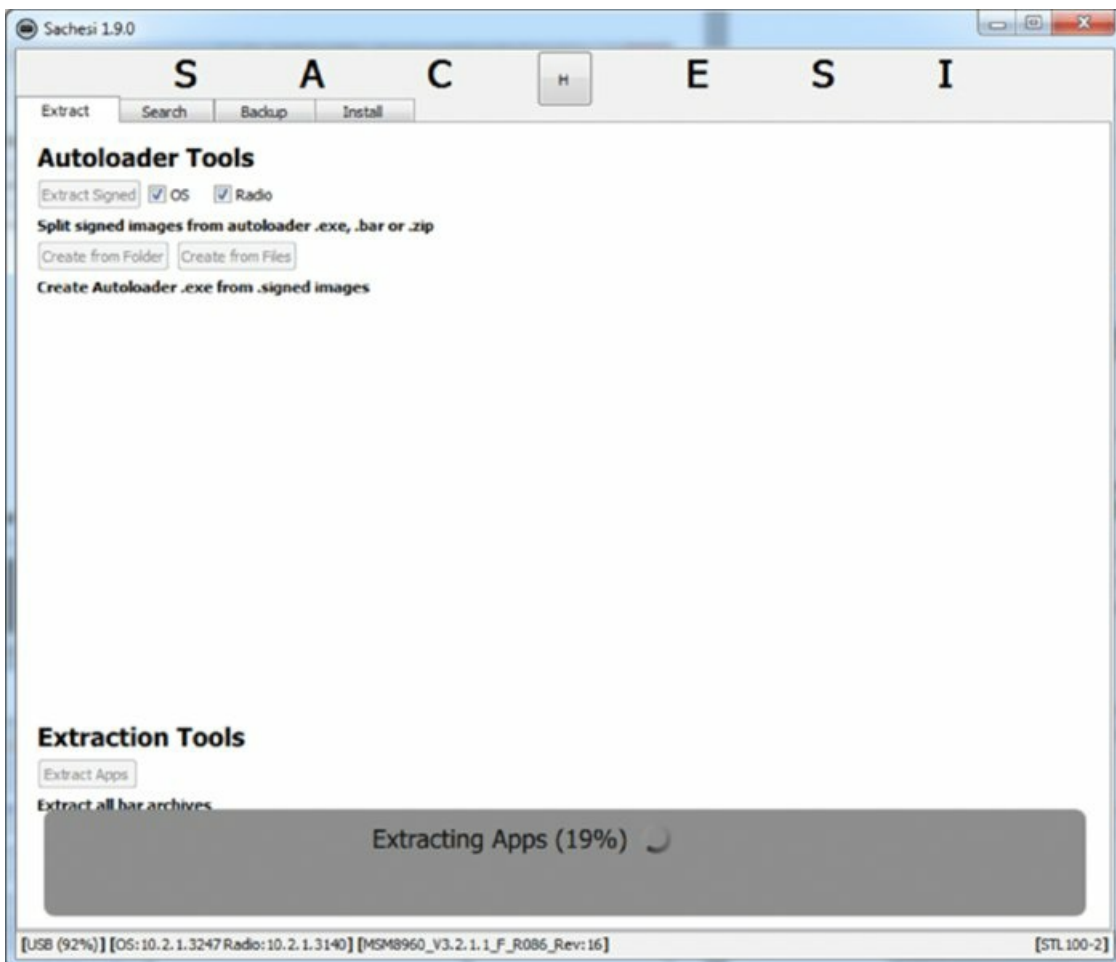 Sachesi 1.9.0
S A C H E S I
Extract Search Backup Install
Autoloader Tools
Extract Signed OS Radio
Split signed images from autoloader .exe, .bar or .zip
Create from Folder Create from Files
Create Autoloader .exe from .signed images
Extraction Tools
Extract Apps
Extract all bar archives
Extracting Apps (19%)
[USB (92%)] [OS:10.2.1.3247 Radio:10.2.1.3140] [MSM8960_V3.2.1.1_F_R086_Rev:16] [STL100-2]